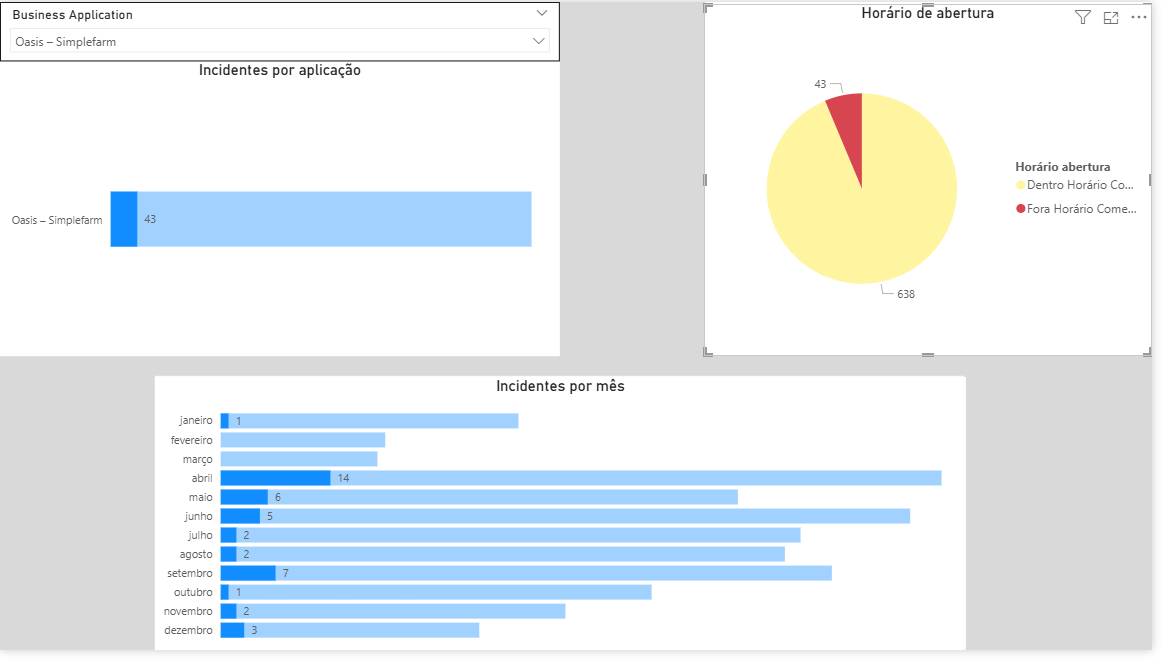 Business Application
Oasis – Simplefarm
Incidentes por aplicação
Oasis – Simplefarm
43
Horário de abertura
43
638
Horário abertura
Dentro Horário Co...
Fora Horário Come...
Incidentes por mês
janeiro 1
fevereiro
março
abril 14
maio 6
junho 5
julho 2
agosto 2
setembro 7
outubro 1
novembro 2
dezembro 3